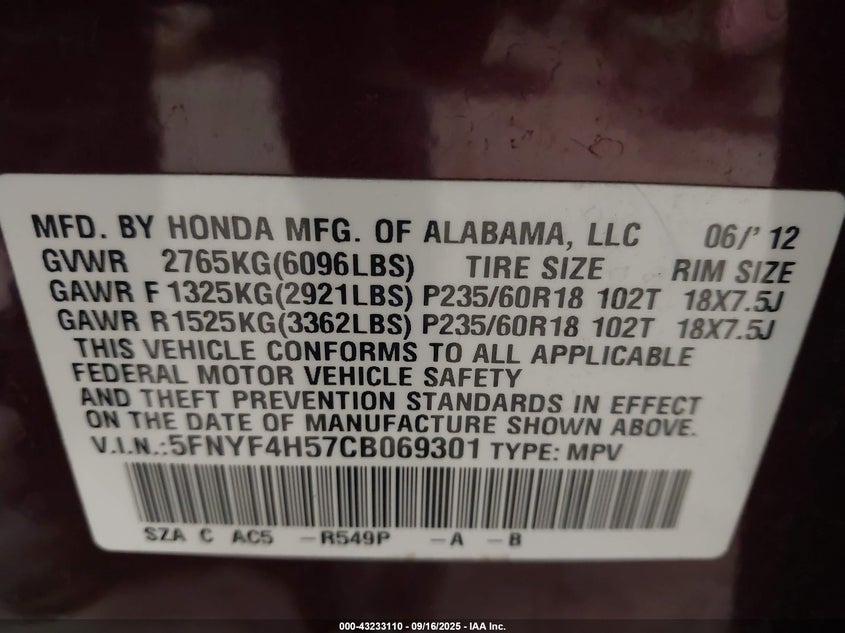 MFD. BY HONDA MFG. OF ALABAMA, LLC 06/' 12
GVWR 2765KG(6096LBS) TIRE SIZE RIM SIZE
GAWR F 1325KG(2921LBS) P235/60R18 102T 18X7.5J
GAWR R1525KG(3362LBS) P235/60R18 102T 18X7.5J
THIS VEHICLE CONFORMS TO ALL APPLICABLE
FEDERAL MOTOR VEHICLE SAFETY
AND THEFT PREVENTION STANDARDS IN EFFECT
ON THE DATE OF MANUFACTURE SHOWN ABOVE.
V.I.N.:5FNYF4H57CB069301 TYPE: MPV
SZA C AC5 –R549P –A –B
000-43233110 - 09/16/2025 - IAA Inc.